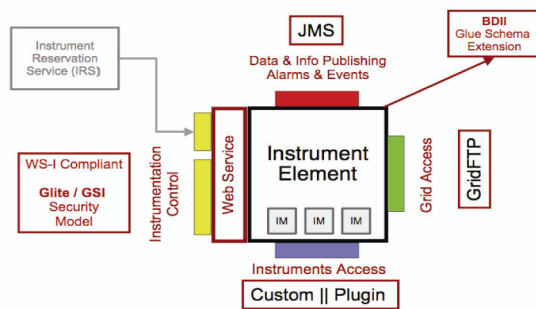 JMS
BDII
Glue Schema
Extension
Instrument
Reservation
Service (IRS)
Data & Info Publishing
Alarms & Events
WS-I Compliant
Glite / GSI
Security
Model
Instrumentation
Control
Web Service
Instrument
Element
IM IM IM
Grid Access
GridFTP
Instruments Access
Custom || Plugin